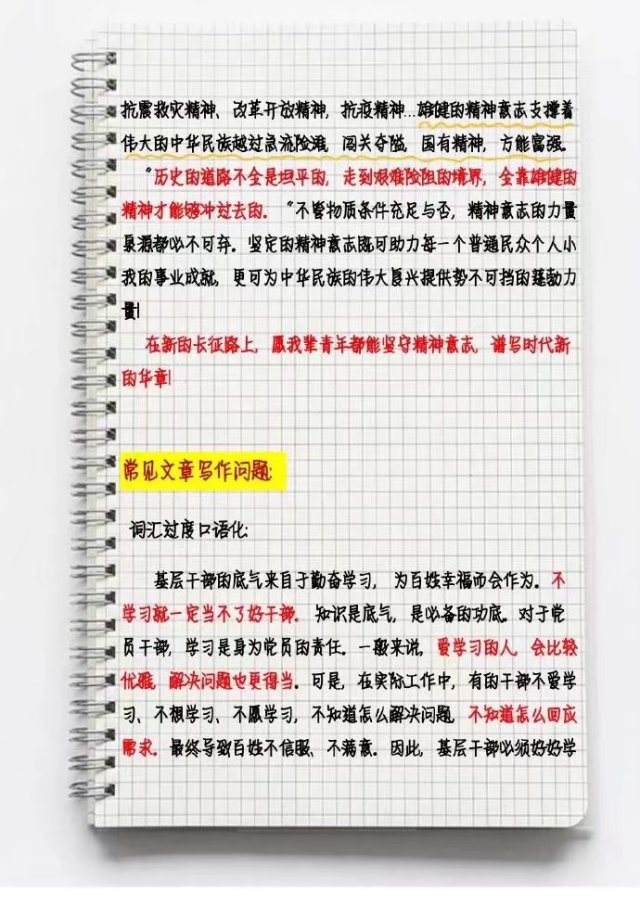 抗震救灾精神、改革开放精神，抗疫精神...雄健的精神意志支撑着
伟大的中华民族越过急流险滩，闯关夺隘，国有精神，方能富强。
“历史的道路不全是坦平的，走到艰难险阻的境界，全靠雄健的
精神才能够冲过去的。“不管物质条件充足与否，精神意志的力量
泉源都必不可弃。坚定的精神意志既可助力每一个普通民众个人小
我的事业成就，更可为中华民族的伟大复兴提供势不可挡的蓬勃力
量！
在新的长征路上，愿我辈青年都能坚守精神意志，谱写时代新
的华章！
常见文章写作问题：
词汇过度口语化：
基层干部的底气来自于勤奋学习，为百姓幸福而会作为。不
学习就一定当不了好干部。知识是底气，是必备的功底。对于党
员干部，学习是身为党员的责任。一般来说，爱学习的人，会比较
优雅，解决问题也更得当。可是，在实际工作中，有的干部不爱学
习、不想学习、不愿学习，不知道怎么解决问题，不知道怎么回应
需求。最终导致百姓不信服、不满意。因此，基层干部必须好好学